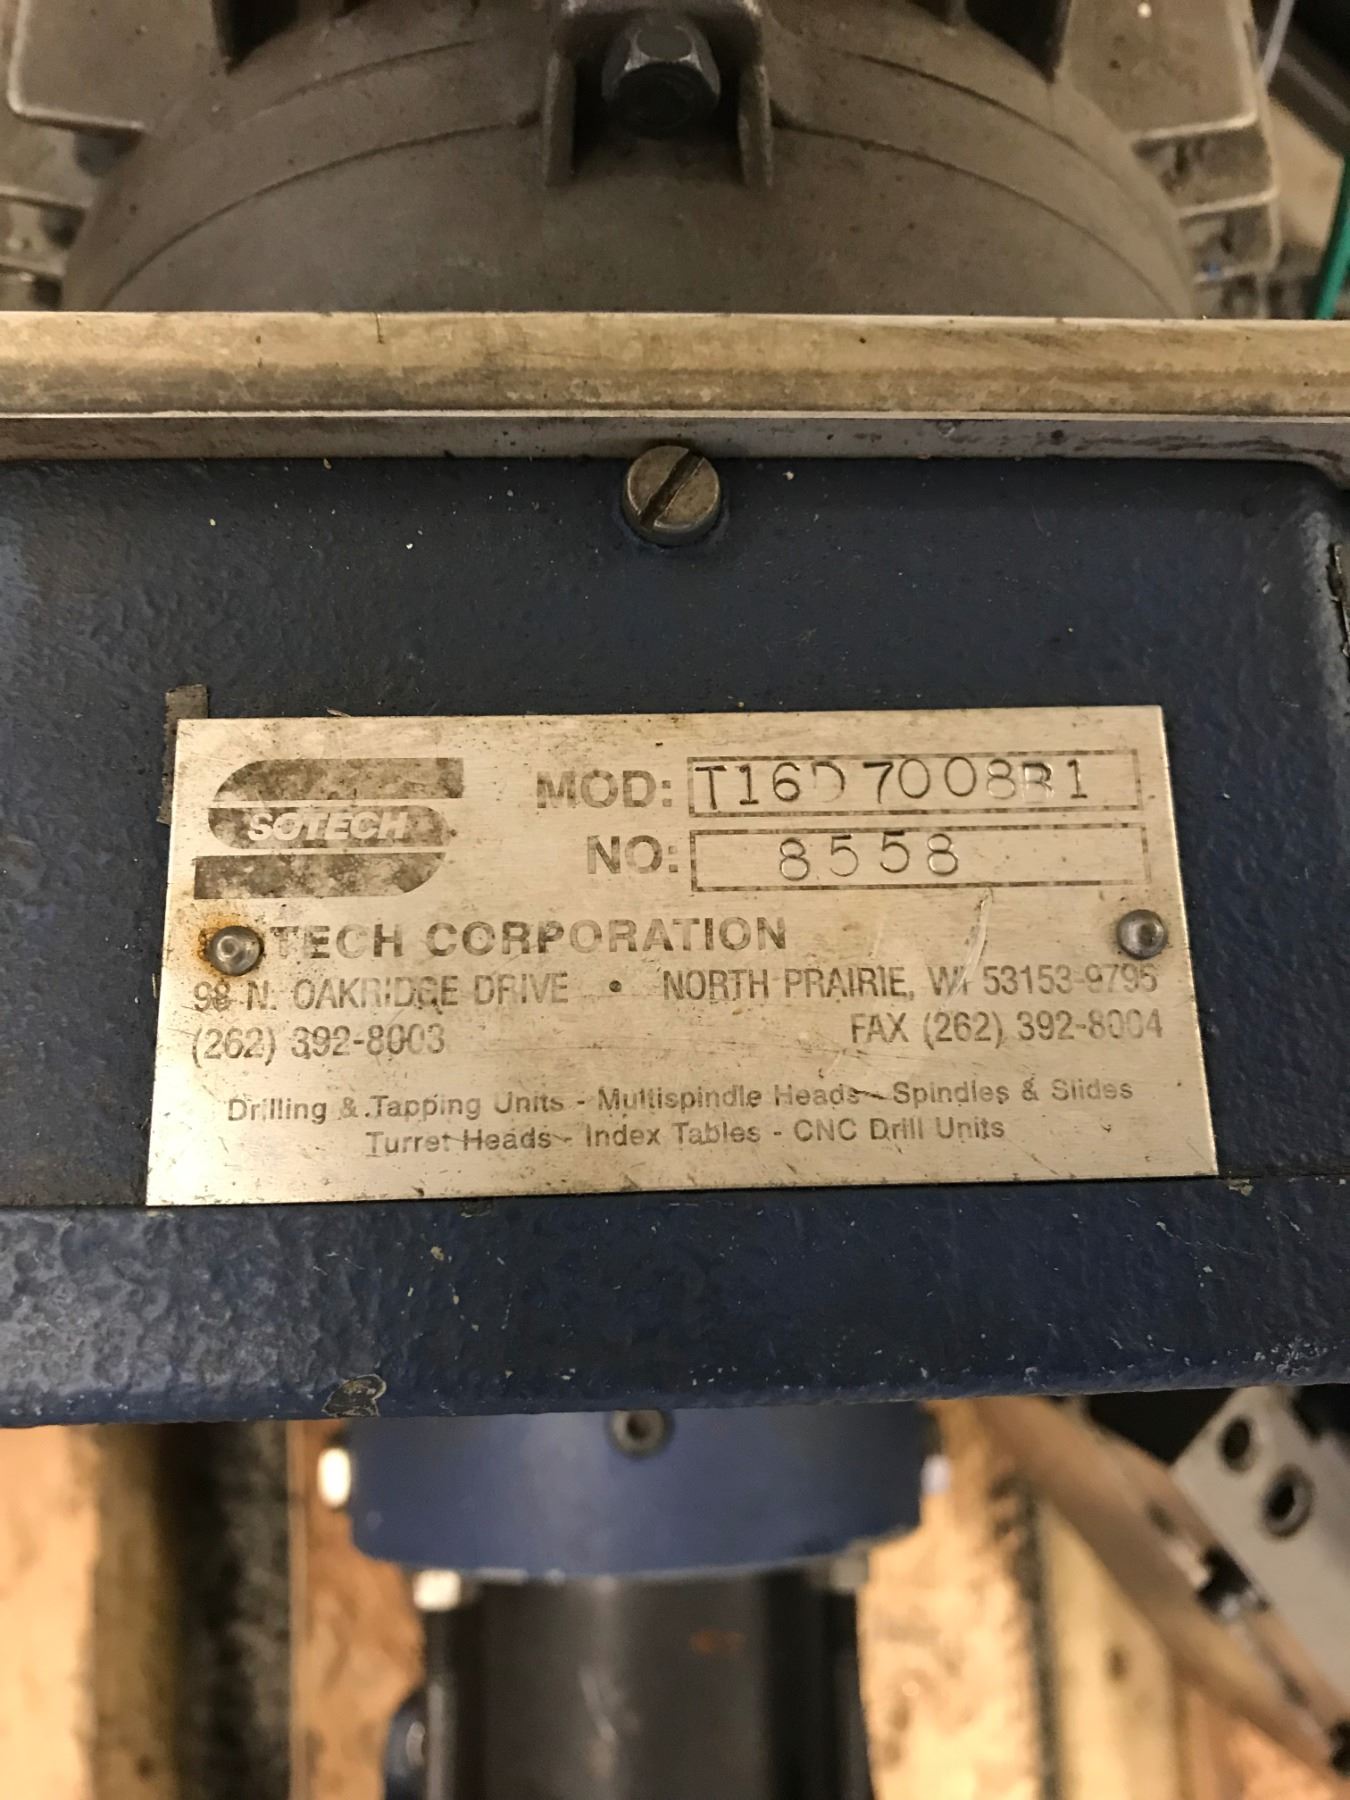 SOTECH
MOD: T16D7008B1
NO: 8558
TECH CORPORATION
98 N. OAKRIDGE DRIVE • NORTH PRAIRIE, WI 53153-9795
(262) 392-8003 FAX (262) 392-8004
Drilling & Tapping Units - Multispindle Heads - Spindles & Slides
Turret Heads - Index Tables - CNC Drill Units